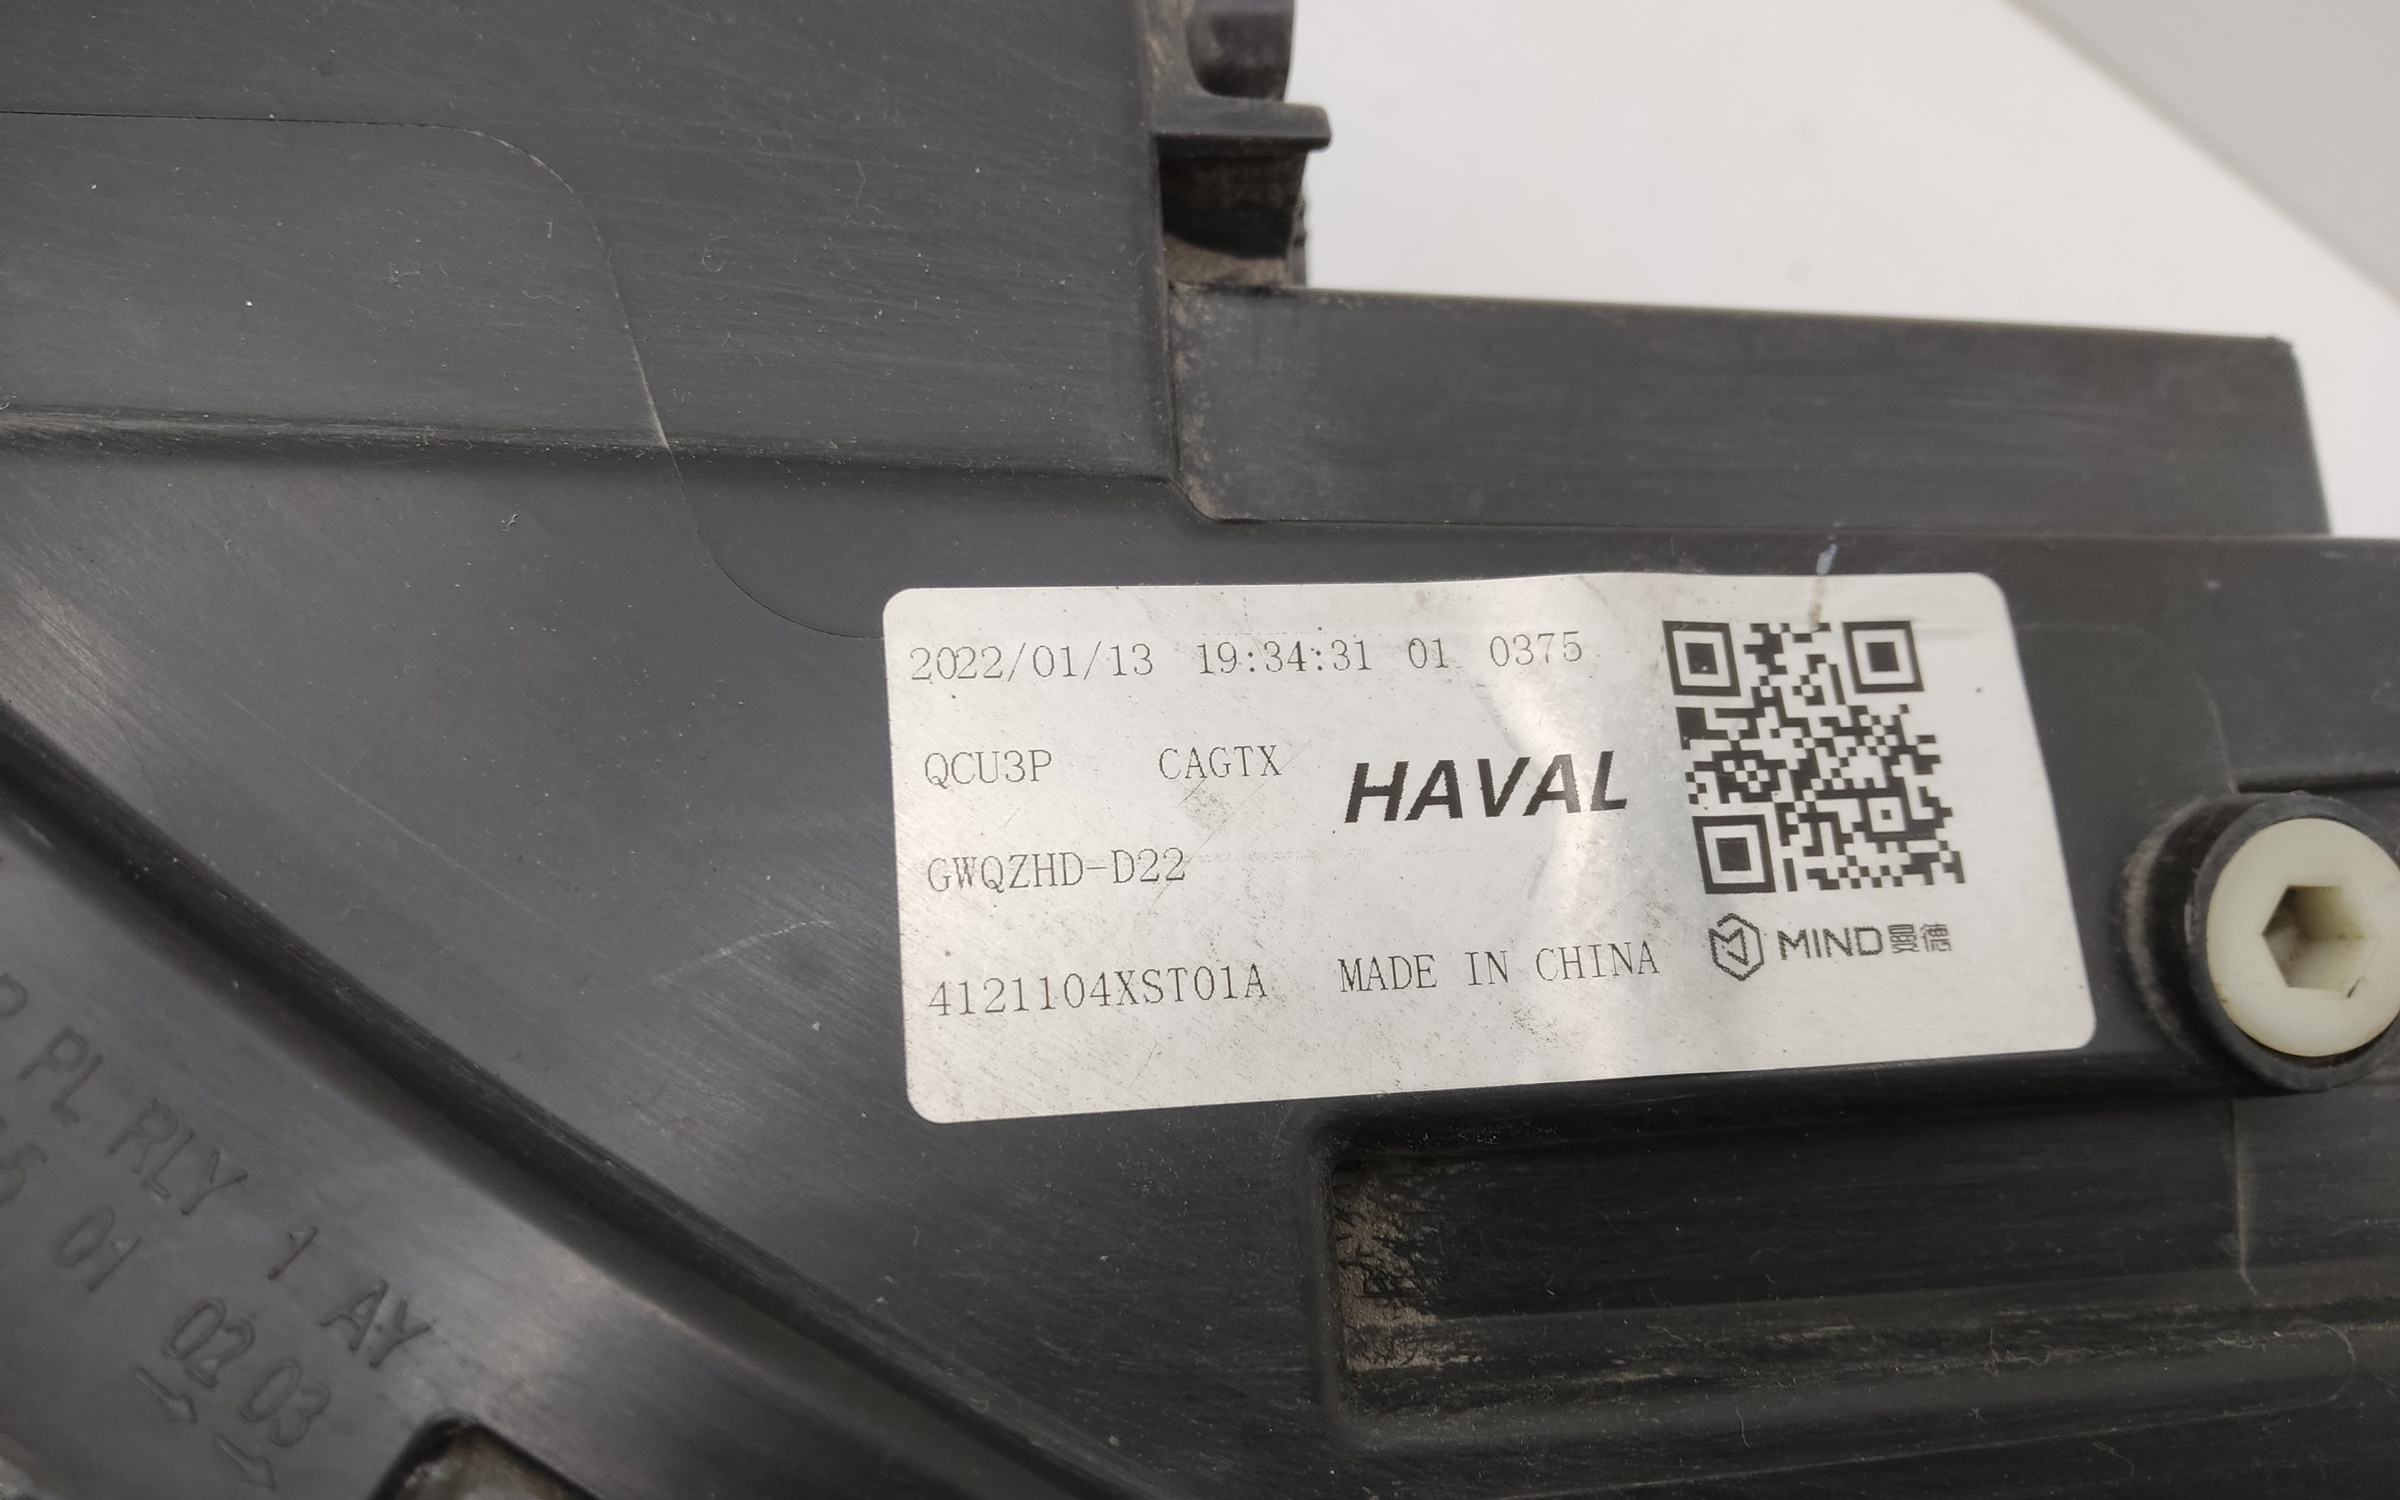 2022/01/13 19:34:31 01 0375
QCU3P CAGTX
HAVAL
GWQZHD-D22
4121104XST01A MADE IN CHINA
MIND曼德
PL RLY 1 AY
01 02 03